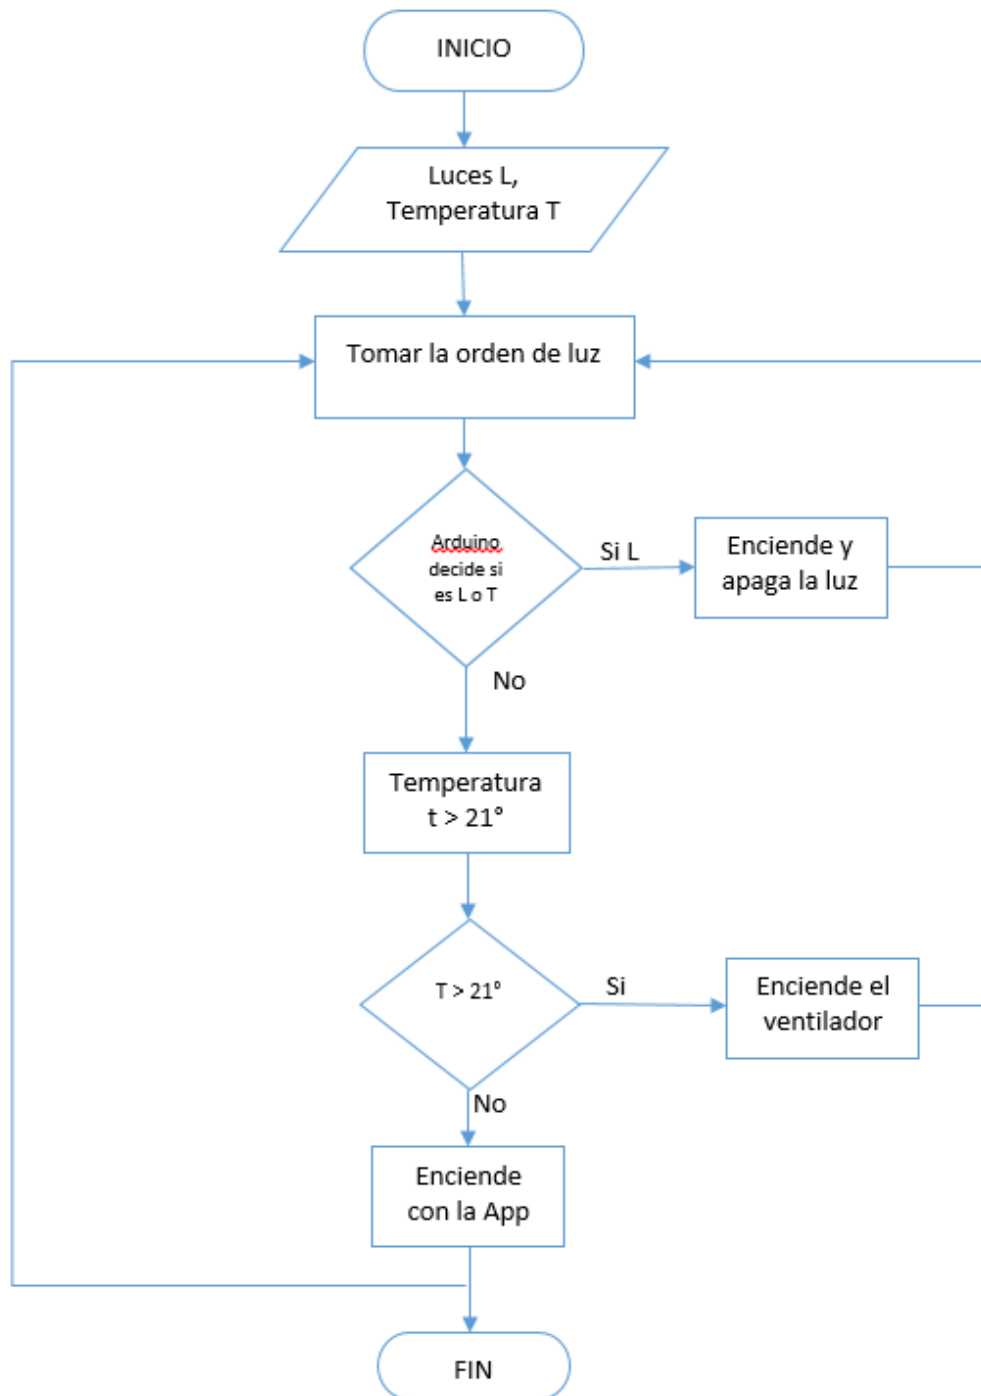 INICIO
Luces L,
Temperatura T
Tomar la orden de luz
Arduino
decide si
es L o T
Si L
Enciende y
apaga la luz
No
Temperatura
t > 21°
T > 21°
Si
Enciende el
ventilador
No
Enciende
con la App
FIN